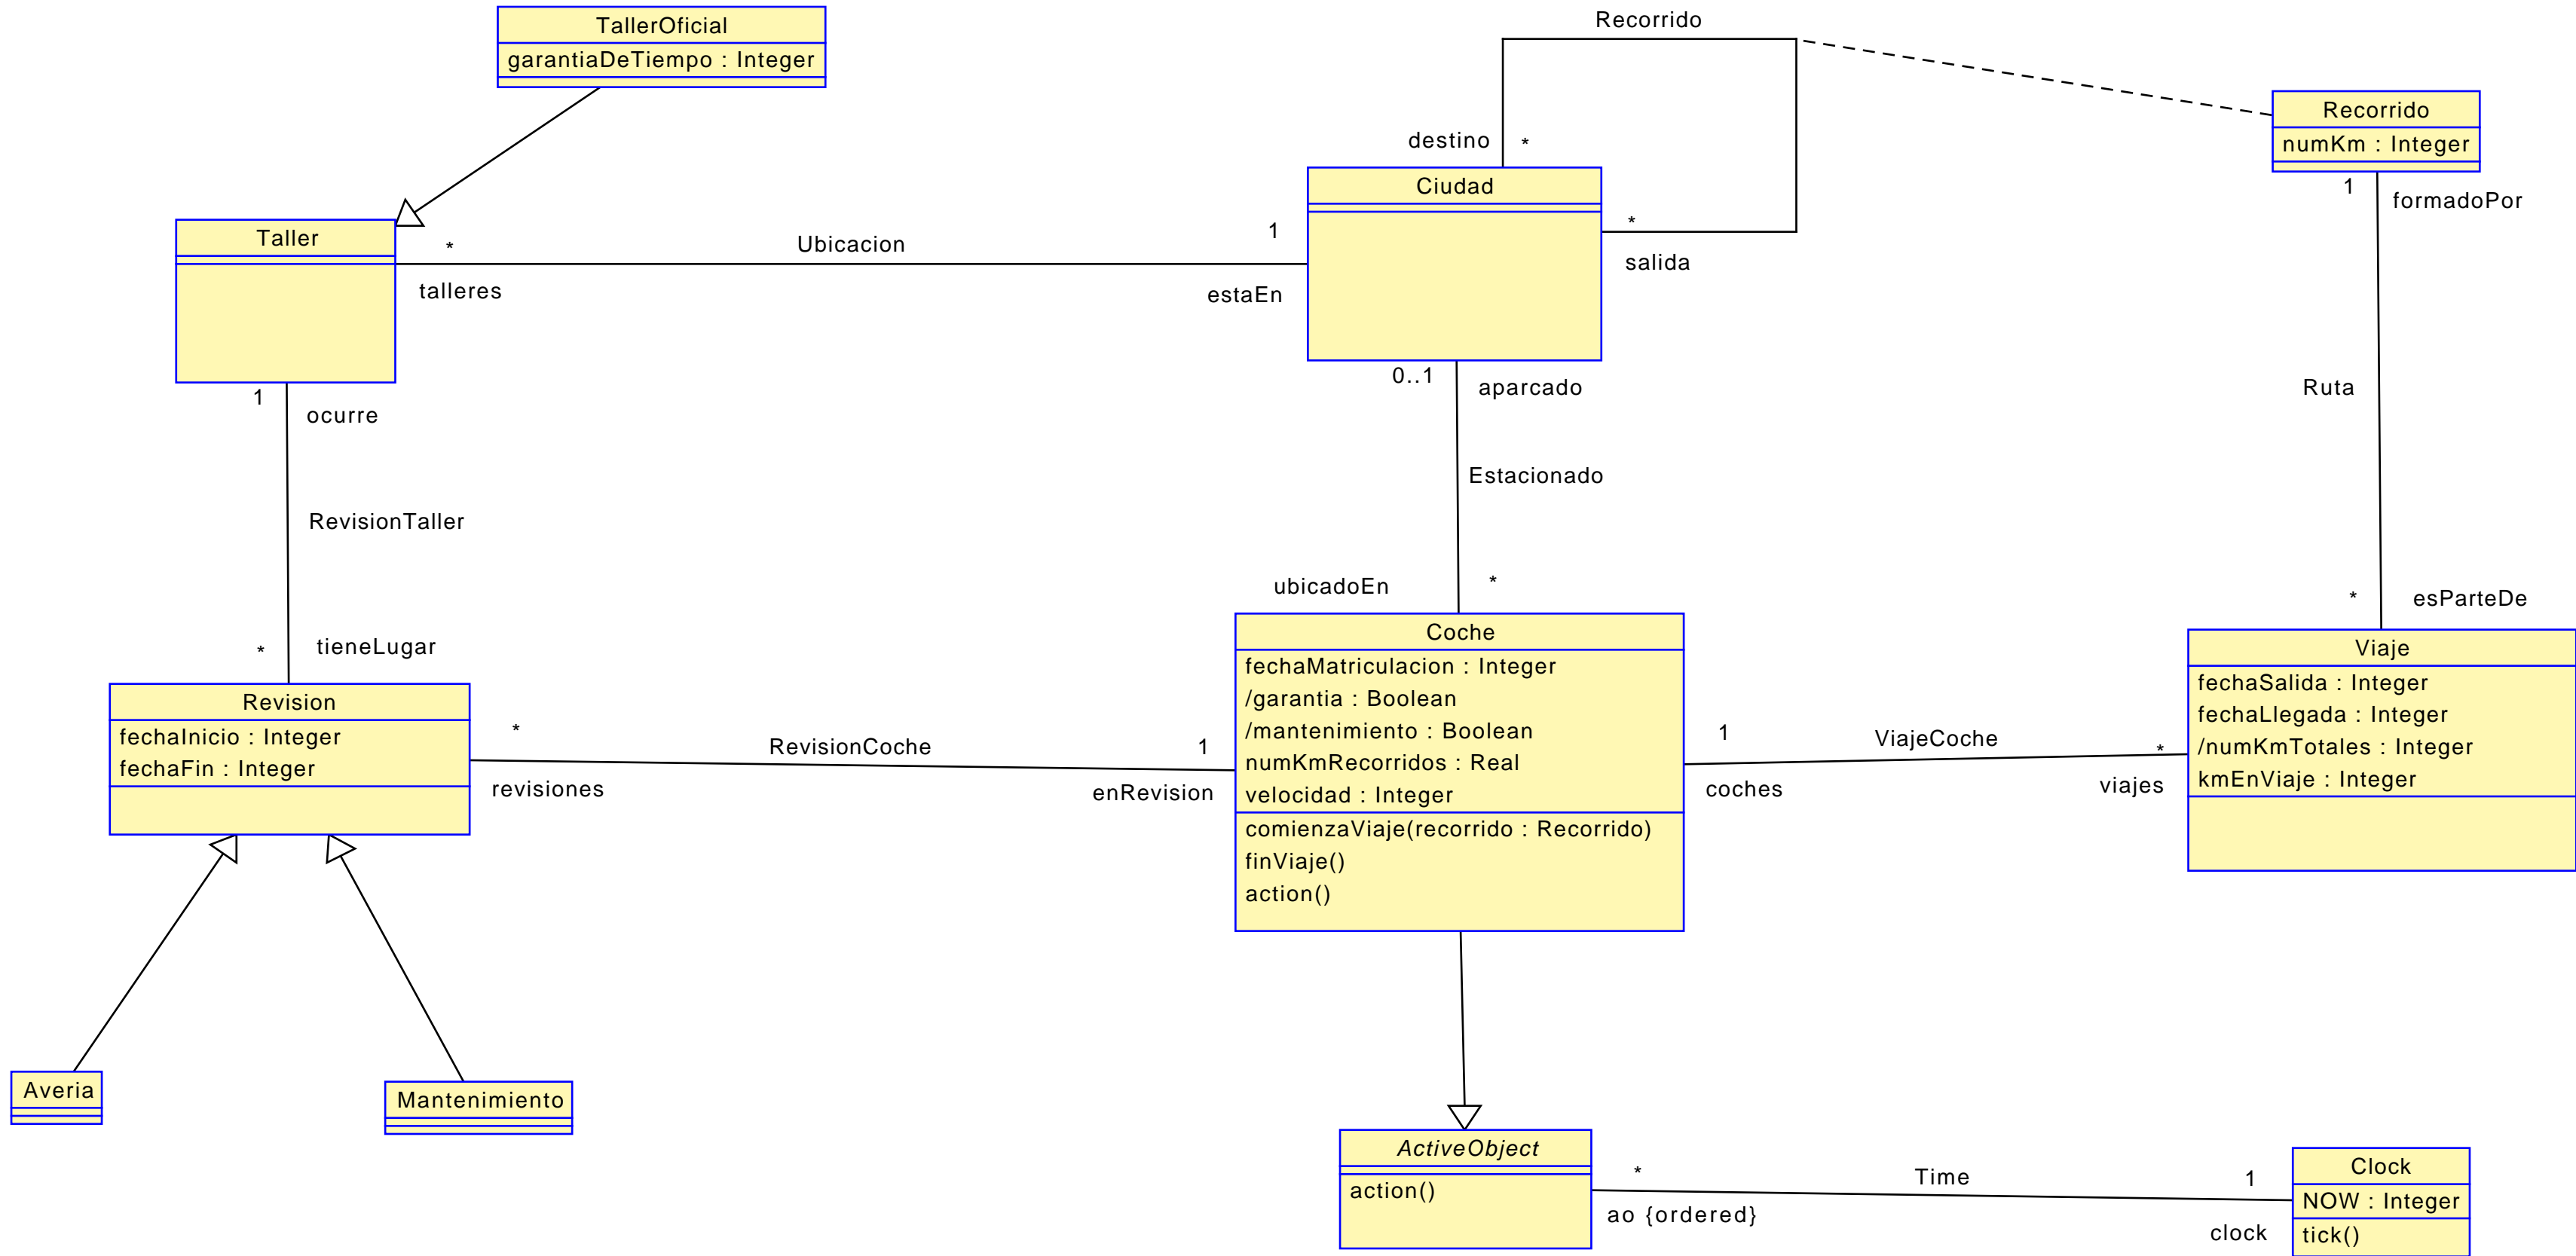 TallerOficial
garantiaDeTiempo : Integer
Recorrido
Recorrido
numKm : Integer
destino
*
Ciudad
*
salida
1
formadoPor
Taller
*
Ubicacion
1
talleres
estaEn
1
ocurre
0..1
aparcado
Ruta
Estacionado
RevisionTaller
ubicadoEn
*
*
esParteDe
*
tieneLugar
Coche
fechaMatriculacion : Integer
/garantia : Boolean
/mantenimiento : Boolean
numKmRecorridos : Real
velocidad : Integer
comienzaViaje(recorrido : Recorrido)
finViaje()
action()
Viaje
fechaSalida : Integer
fechaLlegada : Integer
/numKmTotales : Integer
kmEnViaje : Integer
Revision
fechaInicio : Integer
fechaFin : Integer
*
RevisionCoche
1
revisiones
enRevision
1
ViajeCoche
*
coches
viajes
Averia
Mantenimiento
ActiveObject
action()
*
Time
1
ao {ordered}
clock
Clock
NOW : Integer
tick()